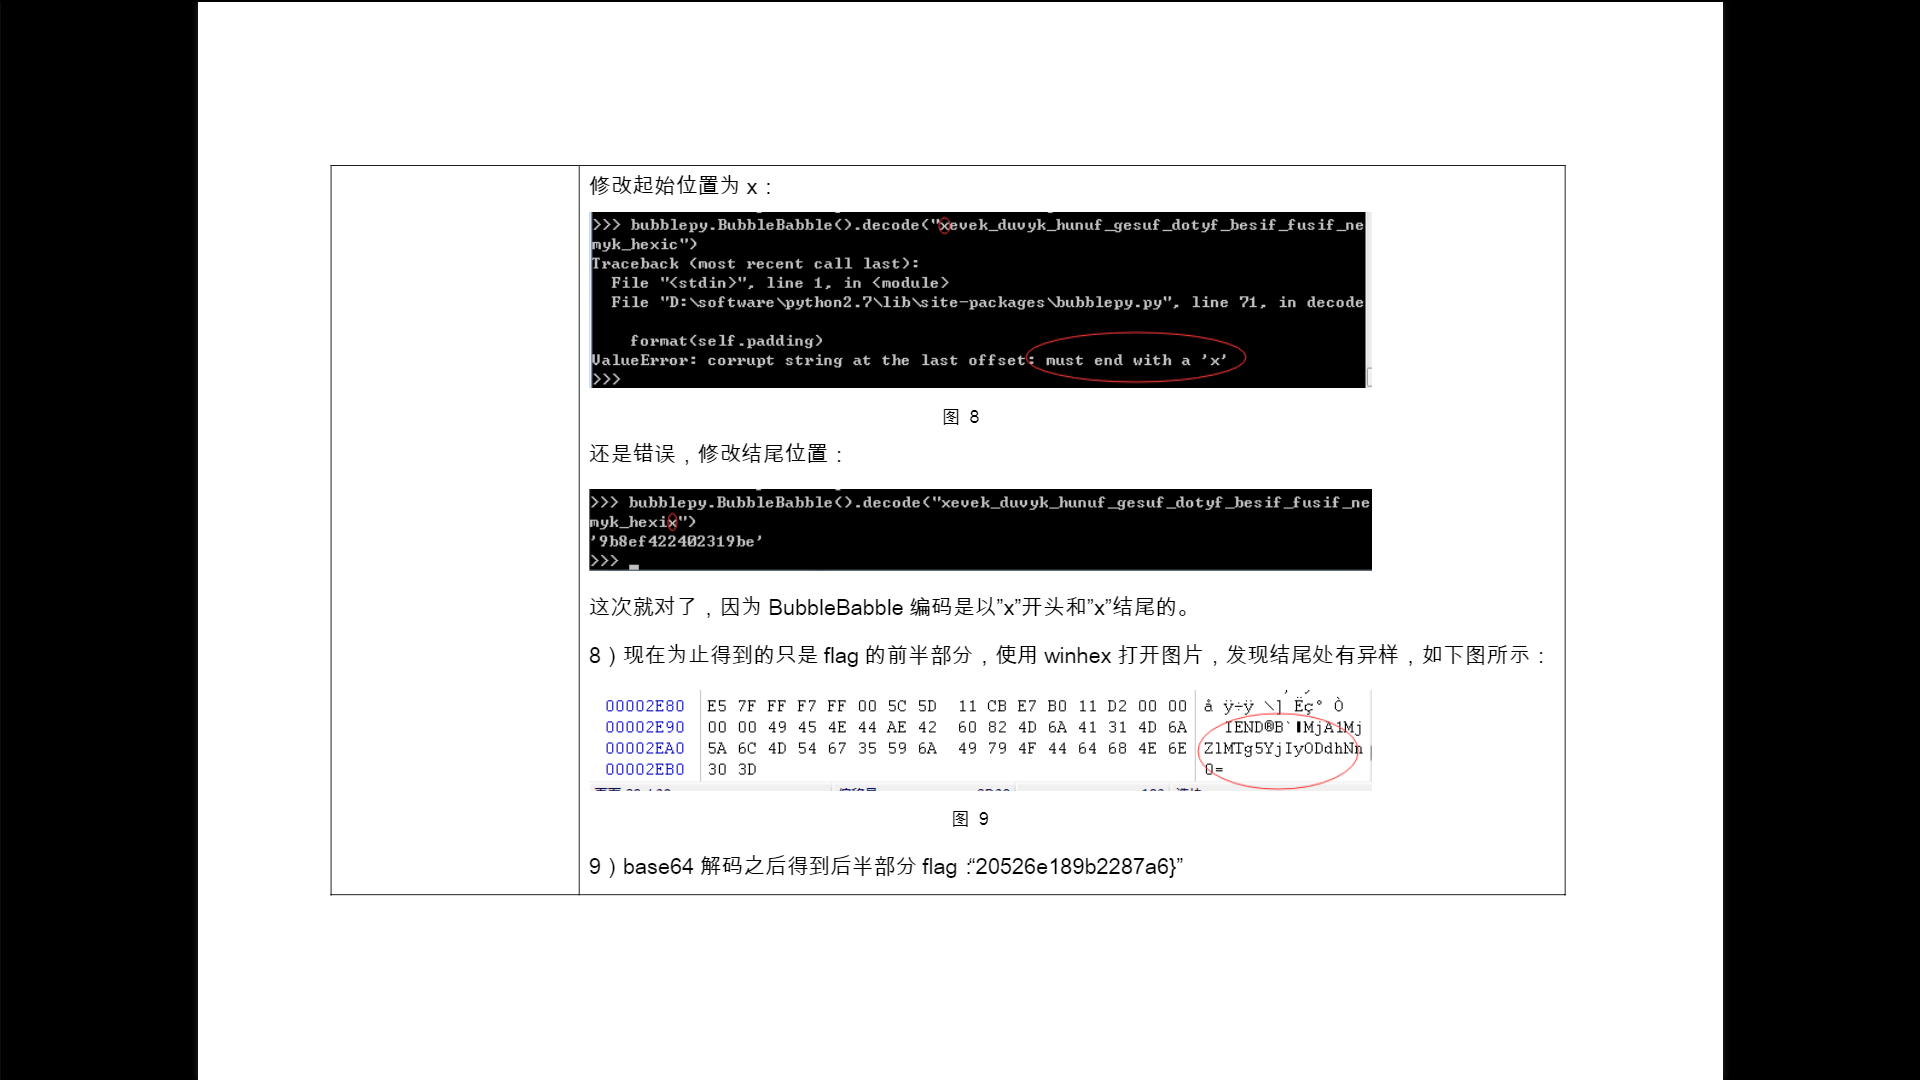 修改起始位置为 x：
>>> bubblepy.BubbleBabble().decode("xevek_duvyk_hunuf_gesuf_dotyf_besif_fusif_ne
myk_hexic")
Traceback (most recent call last):
File "<stdin>", line 1, in <module>
File "D:\software\python2.7\lib\site-packages\bubblepy.py", line 71, in decode
format(self.padding)
ValueError: corrupt string at the last offset: must end with a 'x'
>>>
图 8
还是错误，修改结尾位置：
>>> bubblepy.BubbleBabble().decode("xevek_duvyk_hunuf_gesuf_dotyf_besif_fusif_ne
myk_hexix")
'9b8ef422402319be'
>>>
这次就对了，因为 BubbleBabble 编码是以”x”开头和”x”结尾的。
8）现在为止得到的只是 flag 的前半部分，使用 winhex 打开图片，发现结尾处有异样，如下图所示：
00002E80 E5 7F FF F7 FF 00 5C 5D 11 CB E7 B0 11 D2 00 00 å ÿ÷ÿ \] Ëç° Ò
00002E90 00 00 49 45 4E 44 AE 42 60 82 4D 6A 41 31 4D 6A IEND®B`❚MjA1Mj
00002EA0 5A 6C 4D 54 67 35 59 6A 49 79 4F 44 64 68 4E 6E ZlMTg5YjIyODdhNn
00002EB0 30 3D 0=
图 9
9）base64 解码之后得到后半部分 flag：“20526e189b2287a6}”